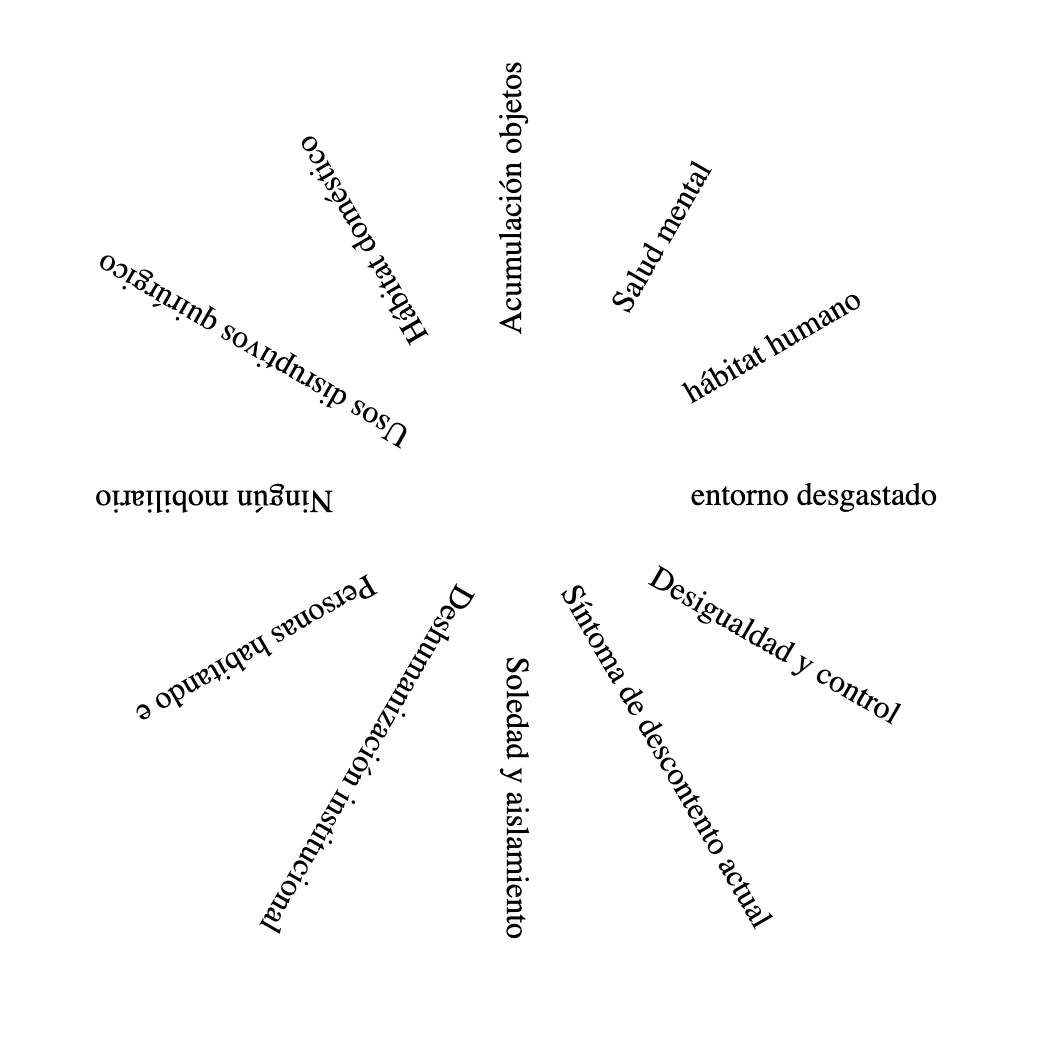 Acumulación objetos
Salud mental
hábitat humano
entorno desgastado
Desigualdad y control
Síntoma de descontento actual
Soledad y aislamiento
Deshumanización institucional
Personas habitando e
Ningún mobiliario
Usos disruptivos quirúrgico
Hábitat doméstico